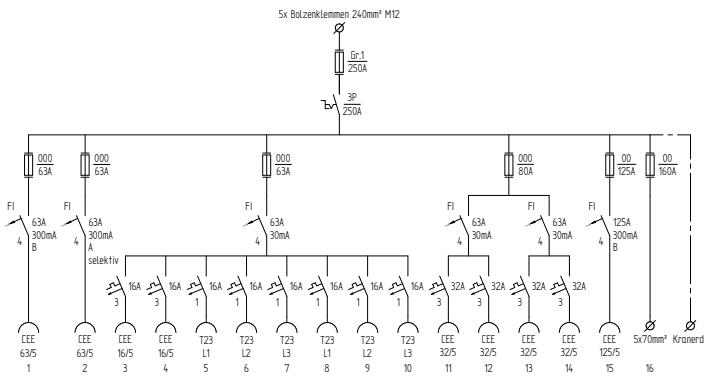 5x Bolzenklemmen 240mm² M12
Gr.1
250A
3P
250A
000
63A
000
63A
000
63A
000
80A
00
125A
00
160A
FI
63A
300mA
4
B
FI
63A
300mA
4
A
selektiv
FI
63A
30mA
4
FI
63A
30mA
4
FI
63A
30mA
4
FI
125A
300mA
4
B
16A 16A 16A 16A 16A 16A 16A 16A 32A 32A 32A 32A
3 3 1 1 1 1 1 1 3 3 3 3
CEE CEE CEE CEE T23 T23 T23 T23 T23 T23 CEE CEE CEE CEE CEE 5x70mm² Kranerd
63/5 63/5 16/5 16/5 L1 L2 L3 L1 L2 L3 32/5 32/5 32/5 32/5 125/5
1 2 3 4 5 6 7 8 9 10 11 12 13 14 15 16